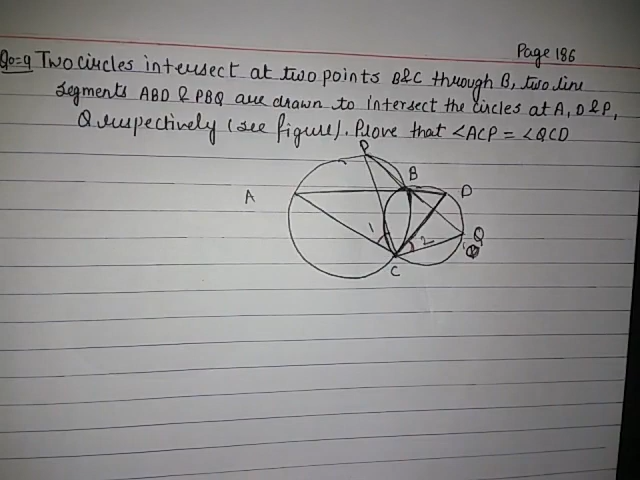 Page 186
Qo=9 Two circles intersect at two points B&C through B, two line
segments ABD & PBQ are drawn to intersect the circles at A, D & P,
Q respectively (see figure). Prove that ∠ACP = ∠QCD
P
B
A D
1 2 Q
C